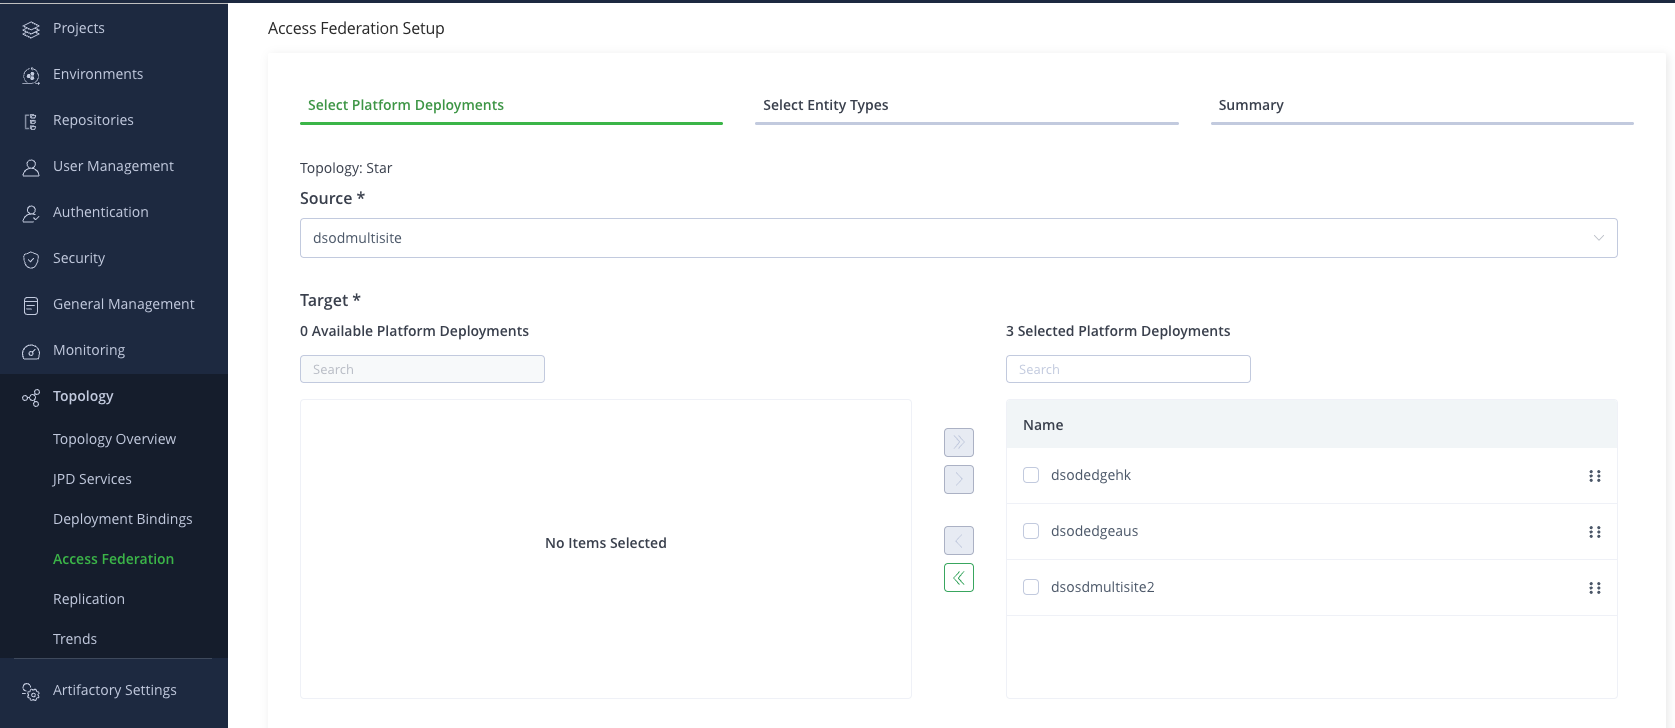 Projects
Environments
Repositories
User Management
Authentication
Security
General Management
Monitoring
Topology
Topology Overview
JPD Services
Deployment Bindings
Access Federation
Replication
Trends
Artifactory Settings
Access Federation Setup
Select Platform Deployments
Select Entity Types
Summary
Topology: Star
Source *
dsodmultisite
Target *
0 Available Platform Deployments
Search
No Items Selected
3 Selected Platform Deployments
Search
Name
dsodedgehk
dsodedgeaus
dsosdmultisite2